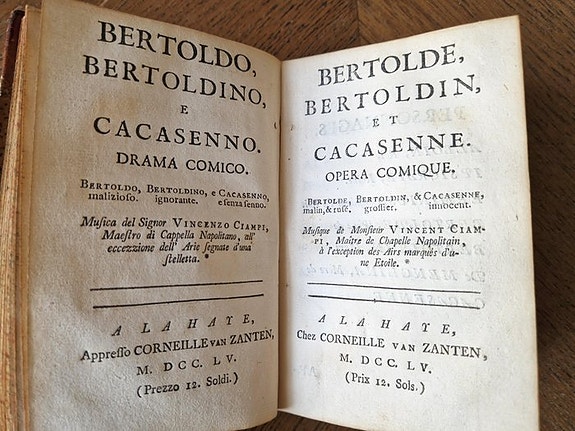 BERTOLDO,
BERTOLDINO,
E
CACASENNO.
DRAMA COMICO.
BERTOLDO, BERTOLDINO, e CACASENNO,
malizioso. ignorante. e senza senno.
Musica del Signor VINCENZO CIAMPI,
Maestro di Cappella Napolitano, all'
eccezzione dell' Arie segnate d'una
stelletta. *
A LA HAYE,
Appresso CORNEILLE VAN ZANTEN,
M. DCC. LV.
(Prezzo 12. Soldi.)
BERTOLDE,
BERTOLDIN,
ET
CACASENNE.
OPERA COMIQUE.
BERTOLDE, BERTOLDIN, & CACASENNE,
malin, & rusé. grossier. innocent.
Musique de Monsieur VINCENT CIAM-
PI, Maitre de Chapelle Napolitain,
à l'exception des Airs marqués d'u-
ne Etoile. *
A LA HAYE,
Chez CORNEILLE VAN ZANTEN,
M. DCC. LV.
(Prix 12. Sols.)